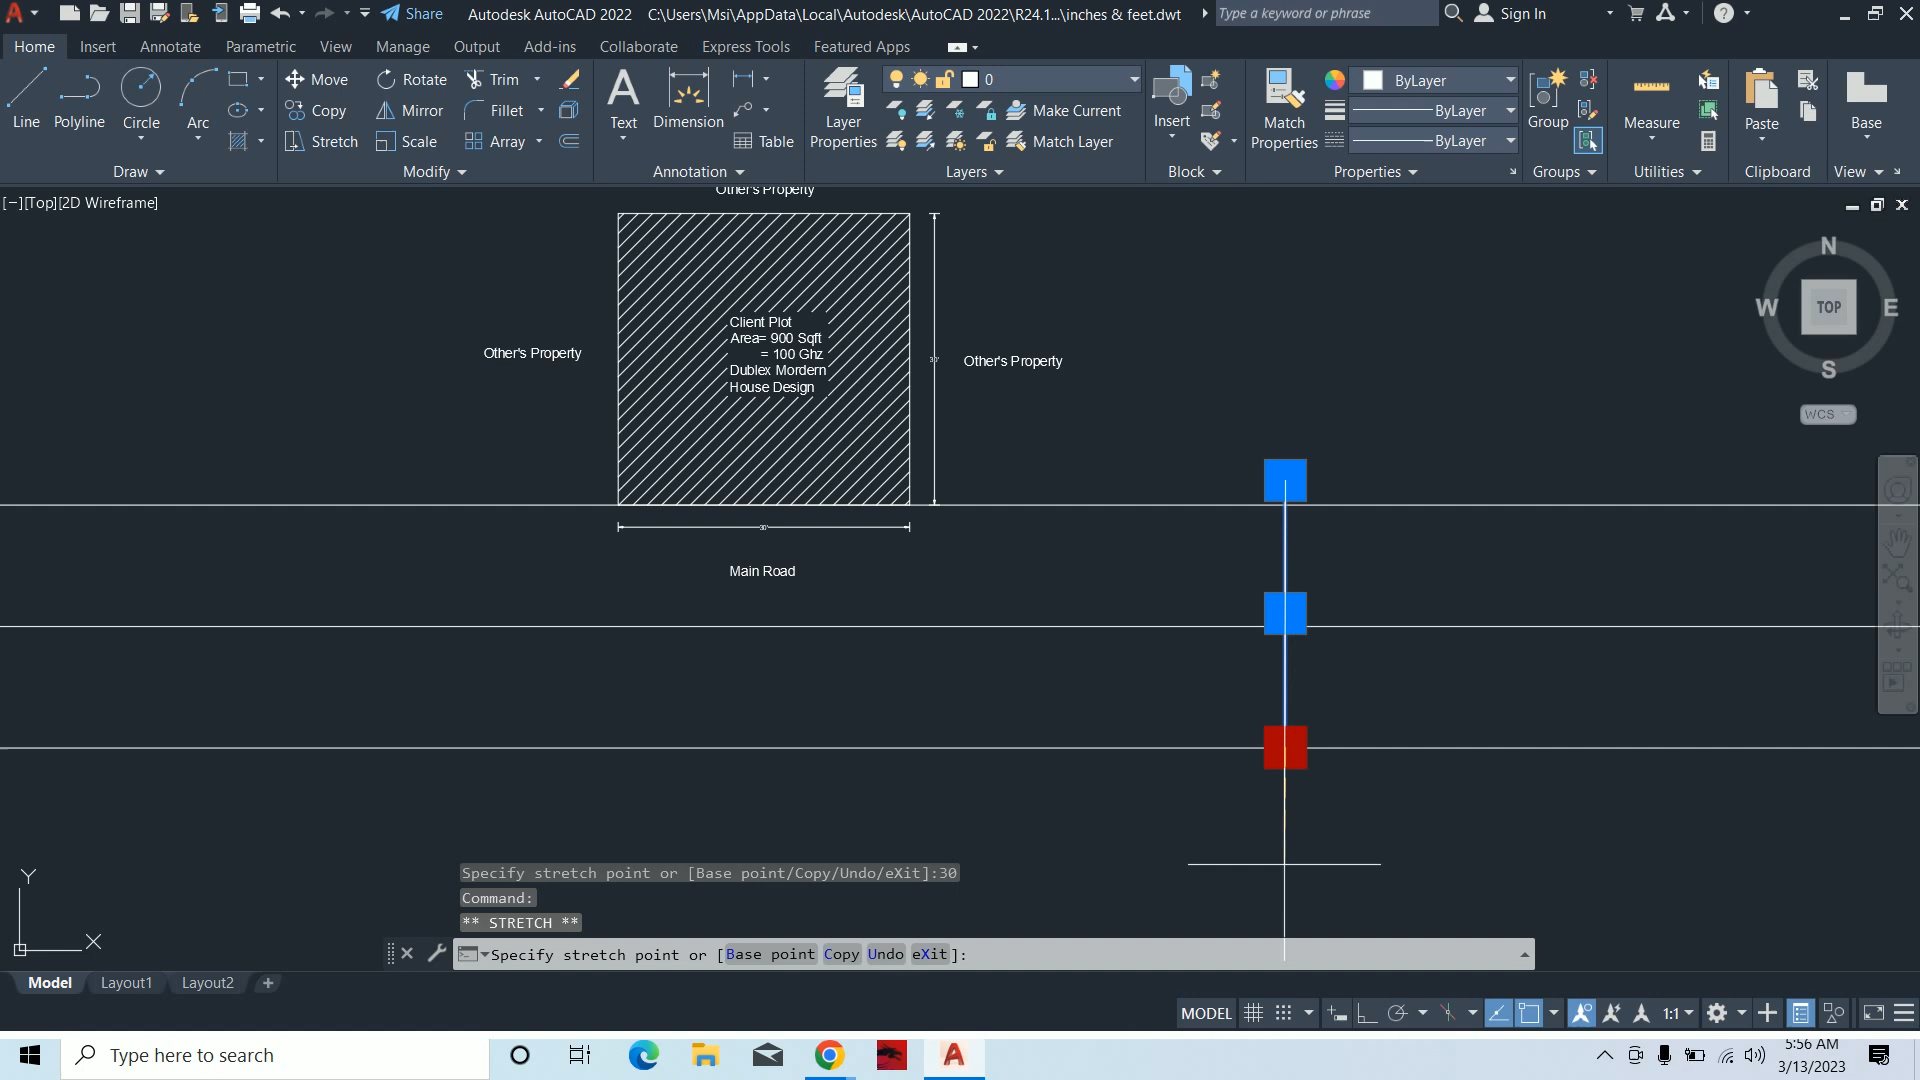 Share
Autodesk AutoCAD 2022 C:\Users\Msi\AppData\Local\Autodesk\AutoCAD 2022\R24.1...\inches & feet.dwt
Type a keyword or phrase
Sign In
Home Insert Annotate Parametric View Manage Output Add-ins Collaborate Express Tools Featured Apps
Line Polyline Circle Arc
Draw
Move Rotate Trim
Copy Mirror Fillet
Stretch Scale Array
Modify
Text Dimension Table
Annotation
Layer Properties
0
Make Current
Match Layer
Layers
Insert
Block
Match Properties
ByLayer
ByLayer
ByLayer
Properties
Group
Groups
Measure
Utilities
Paste
Clipboard
Base
View
[−][Top][2D Wireframe]
Other's Property
Client Plot
Area= 900 Sqft
= 100 Ghz
Dublex Mordern
House Design
Other's Property
Other's Property
30'
Main Road
N
W TOP E
S
WCS
Y
X
Specify stretch point or [Base point/Copy/Undo/eXit]:30
Command:
** STRETCH **
Specify stretch point or [Base point Copy Undo eXit]:
Model Layout1 Layout2 +
MODEL 1:1
Type here to search
5:56 AM
3/13/2023